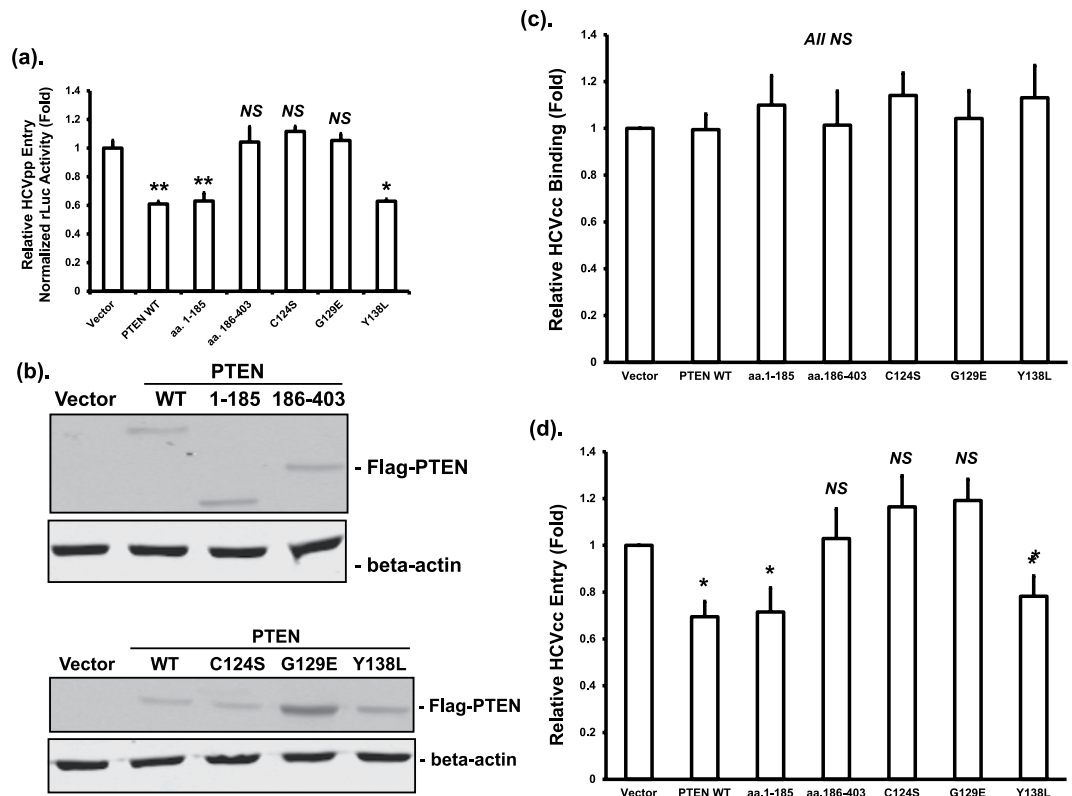 (a).
Relative HCVpp Entry
Normalized rLuc Activity (Fold)
1.4
1.2
1
0.8
0.6
0.4
0.2
0
**
**
NS
NS
NS
*
Vector
PTEN WT
aa. 1-185
aa. 186-403
C124S
G129E
Y138L
(b).
PTEN
Vector WT 1-185 186-403
- Flag-PTEN
- beta-actin
PTEN
Vector WT C124S G129E Y138L
- Flag-PTEN
- beta-actin
(c).
All NS
Relative HCVcc Binding (Fold)
1.4
1.2
1
0.8
0.6
0.4
0.2
0
Vector PTEN WT aa.1-185 aa.186-403 C124S G129E Y138L
(d).
Relative HCVcc Entry (Fold)
1.4
1.2
1
0.8
0.6
0.4
0.2
0
*
*
NS
NS
NS
**
Vector PTEN WT aa.1-185 aa.186-403 C124S G129E Y138L